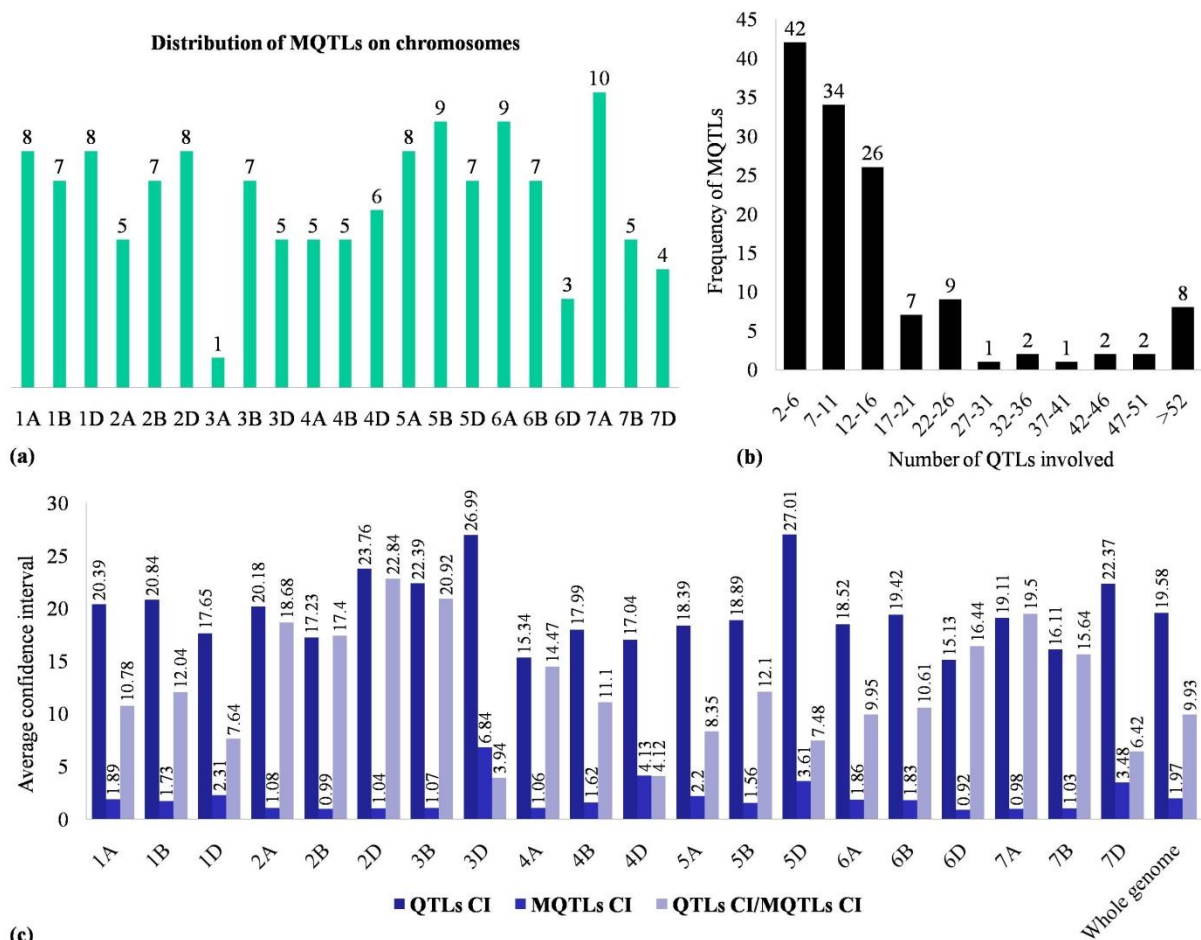 Distribution of MQTLs on chromosomes
8 7 8 5 7 8 1 7 5 5 5 6 8 9 7 9 7 3 10 5 4
1A 1B 1D 2A 2B 2D 3A 3B 3D 4A 4B 4D 5A 5B 5D 6A 6B 6D 7A 7B 7D
(a)
Frequency of MQTLs
45
40
35
30
25
20
15
10
5
0
42 34 26 7 9 1 2 1 2 2 8
2-6 7-11 12-16 17-21 22-26 27-31 32-36 37-41 42-46 47-51 >52
(b)
Number of QTLs involved
Average confidence interval
30
25
20
15
10
5
0
20.39 1.89 10.78
20.84 1.73 12.04
17.65 2.31 7.64
20.18 1.08 18.68
17.23 0.99 17.4
23.76 1.04 22.84
22.39 1.07 20.92
26.99 6.84 3.94
15.34 1.06 14.47
17.99 1.62 11.1
17.04 4.13 4.12
18.39 2.2 8.35
18.89 1.56 12.1
27.01 3.61 7.48
18.52 1.86 9.95
19.42 1.83 10.61
15.13 0.92 16.44
19.11 0.98 19.5
16.11 1.03 15.64
22.37 3.48 6.42
19.58 1.97 9.93
1A 1B 1D 2A 2B 2D 3B 3D 4A 4B 4D 5A 5B 5D 6A 6B 6D 7A 7B 7D Whole genome
QTLs CI MQTLs CI QTLs CI/MQTLs CI
(c)